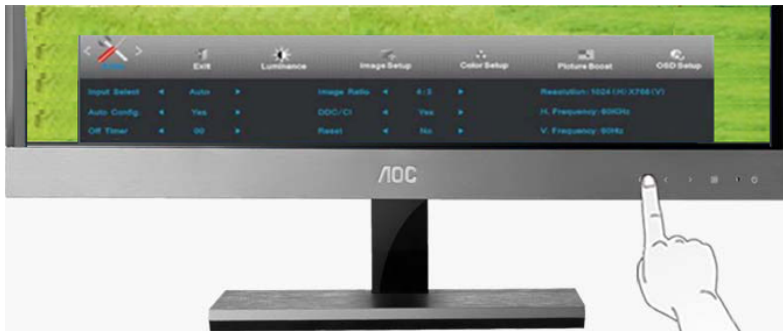 Exit Luminance Image Setup Color Setup Picture Boost OSD Setup
Input Select Auto Image Ratio 4:3 Resolution: 1024 (H) X768 (V)
Auto Config. Yes DDC/CI Yes H. Frequency: 60KHz
Off Timer 00 Reset No V. Frequency: 60Hz
AOC